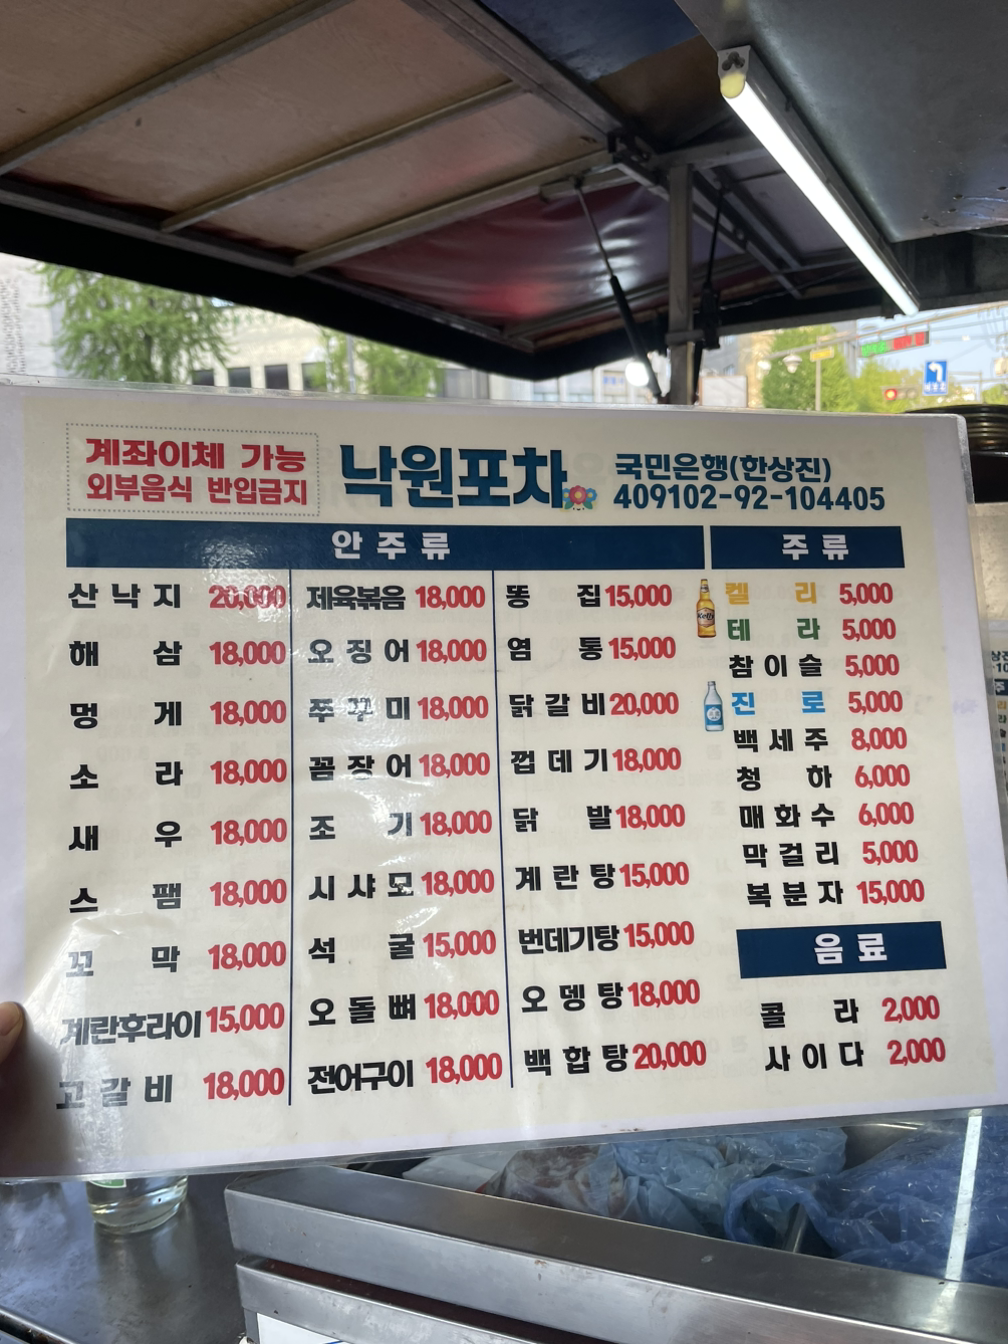 계좌이체 가능
외부음식 반입금지
낙원포차
국민은행(한상진)
409102-92-104405
안주류
산낙지 20,000
해삼 18,000
멍게 18,000
소라 18,000
새우 18,000
스팸 18,000
꼬막 18,000
계란후라이 15,000
고갈비 18,000
제육볶음 18,000
오징어 18,000
쭈꾸미 18,000
꼼장어 18,000
조기 18,000
시샤모 18,000
석굴 15,000
오돌뼈 18,000
전어구이 18,000
똥집 15,000
염통 15,000
닭갈비 20,000
껍데기 18,000
닭발 18,000
계란탕 15,000
번데기탕 15,000
오뎅탕 18,000
백합탕 20,000
주류
켈리 5,000
테라 5,000
참이슬 5,000
진로 5,000
백세주 8,000
청하 6,000
매화수 6,000
막걸리 5,000
복분자 15,000
음료
콜라 2,000
사이다 2,000
Kelly